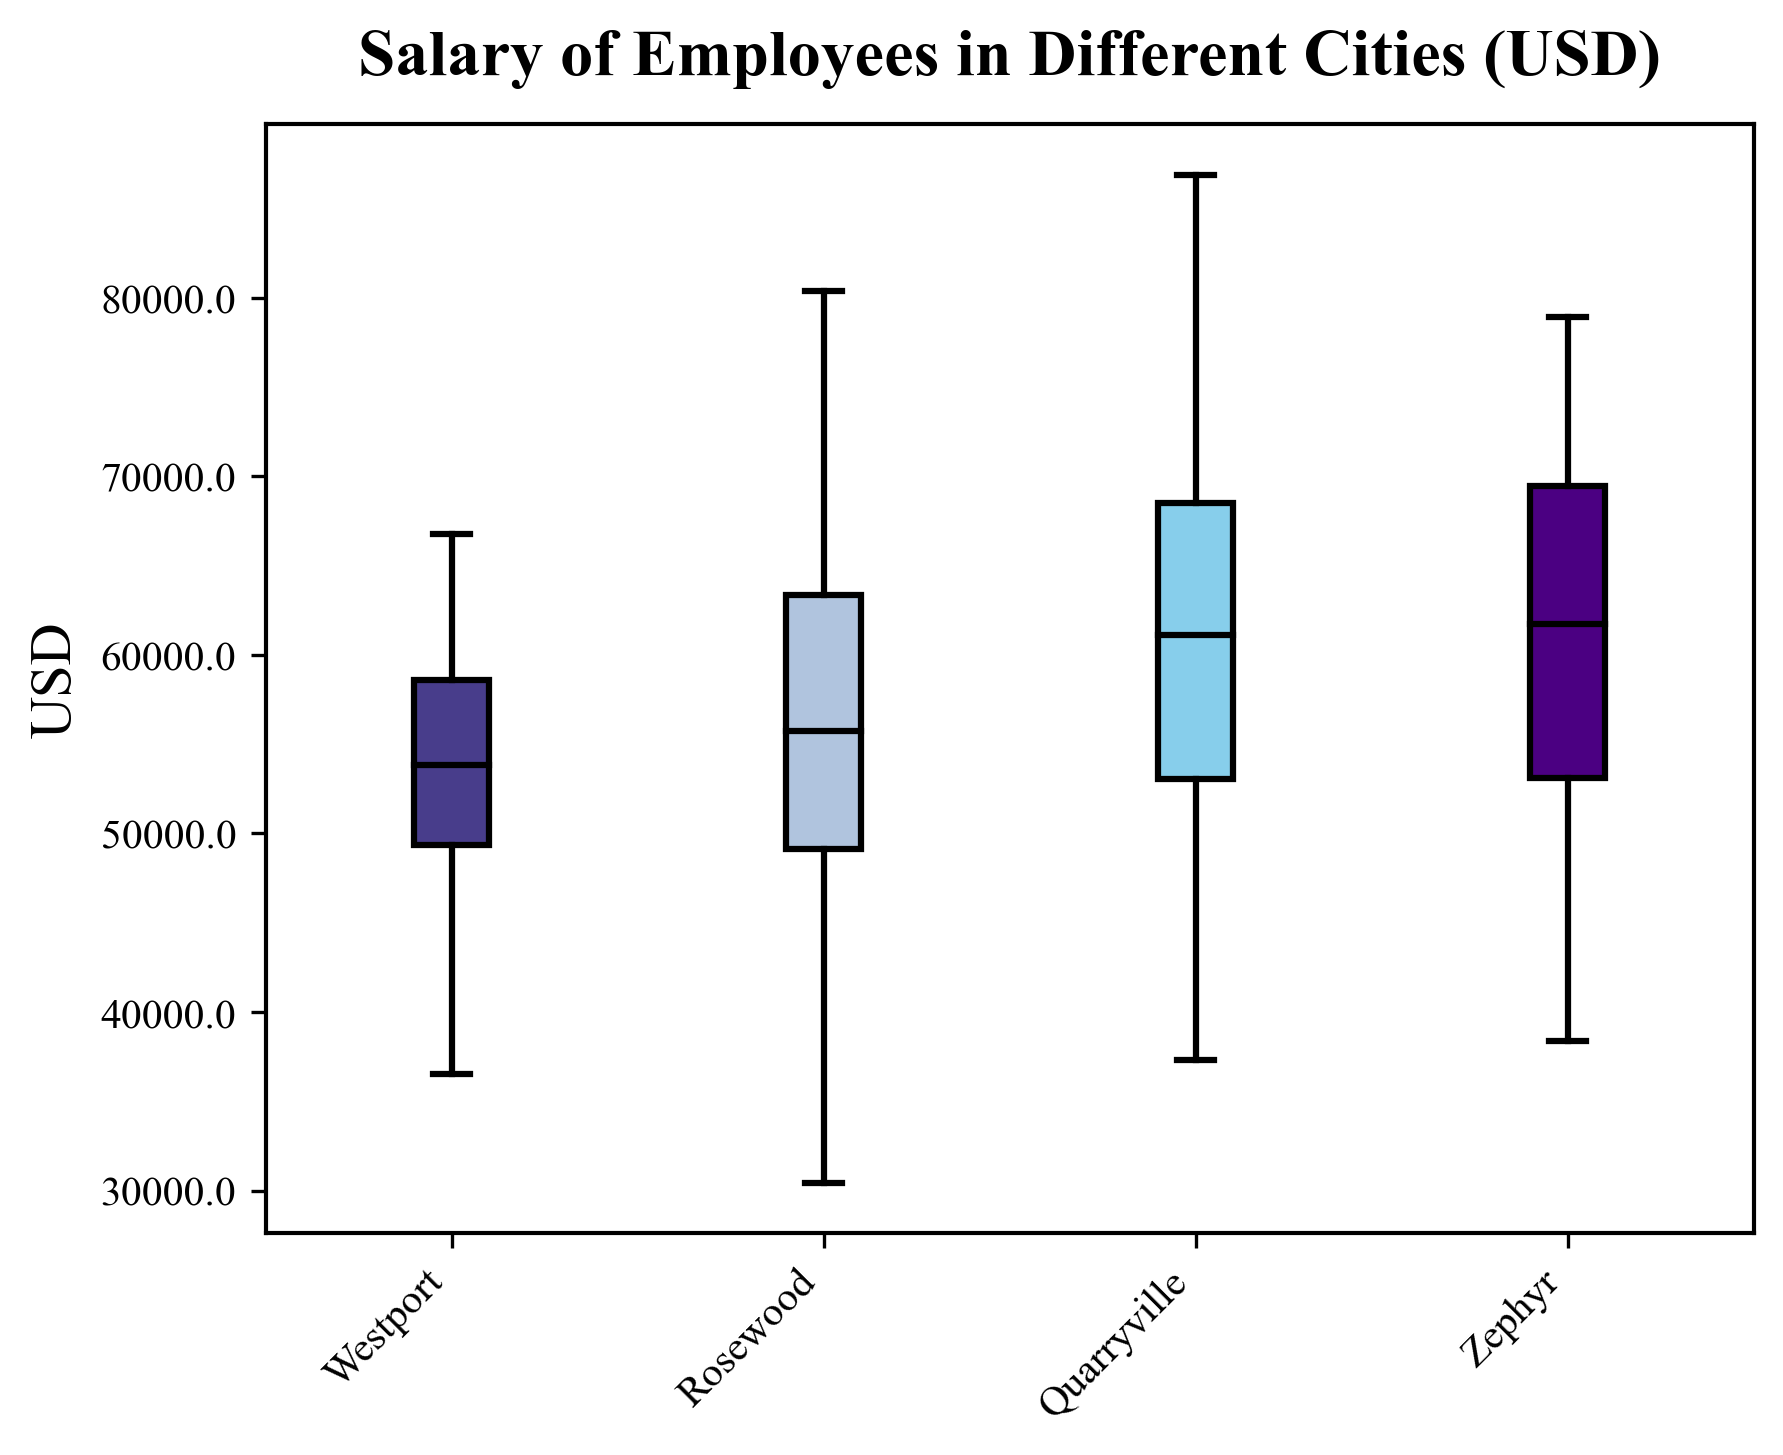 Salary of Employees in Different Cities (USD)
USD
80000.0
70000.0
60000.0
50000.0
40000.0
30000.0
Westport
Rosewood
Quarryville
Zephyr